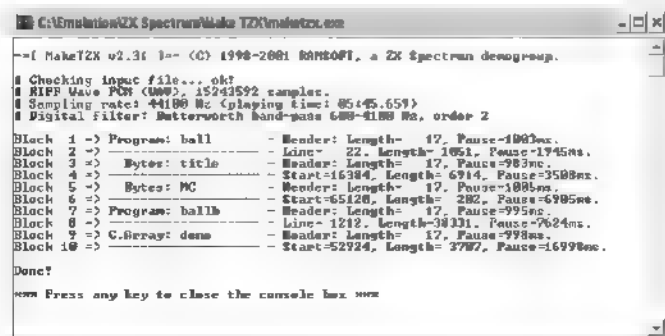 C:\Emulation\ZX Spectrum\Make TZX\maketzx.exe
-=[ MakeTZX v2.31 ]=- (C) 1998-2001 RAMSOFT, a ZX Spectrum demogroup.
Checking input file... ok!
RIFF Wave PCM (WAV), 15243592 samples.
Sampling rate: 44100 Hz (playing time: 05:45.659)
Digital filter: Butterworth band-pass 600-4100 Hz, order 2
Block 1 => Program: ball - Header: Length= 17, Pause=1003ms.
Block 2 => ---------------- - Line= 22, Length= 1051, Pause=1945ms.
Block 3 => Bytes: title - Header: Length= 17, Pause=983ms.
Block 4 => ---------------- - Start=16384, Length= 6914, Pause=3508ms.
Block 5 => Bytes: MC - Header: Length= 17, Pause=1005ms.
Block 6 => ---------------- - Start=65120, Length= 202, Pause=6905ms.
Block 7 => Program: ballb - Header: Length= 17, Pause=995ms.
Block 8 => ---------------- - Line= 1212, Length=38331, Pause=7624ms.
Block 9 => C.Array: demo - Header: Length= 17, Pause=998ms.
Block 10 => ---------------- - Start=52924, Length= 3707, Pause=16998ms.
Done!
*** Press any key to close the console box ***